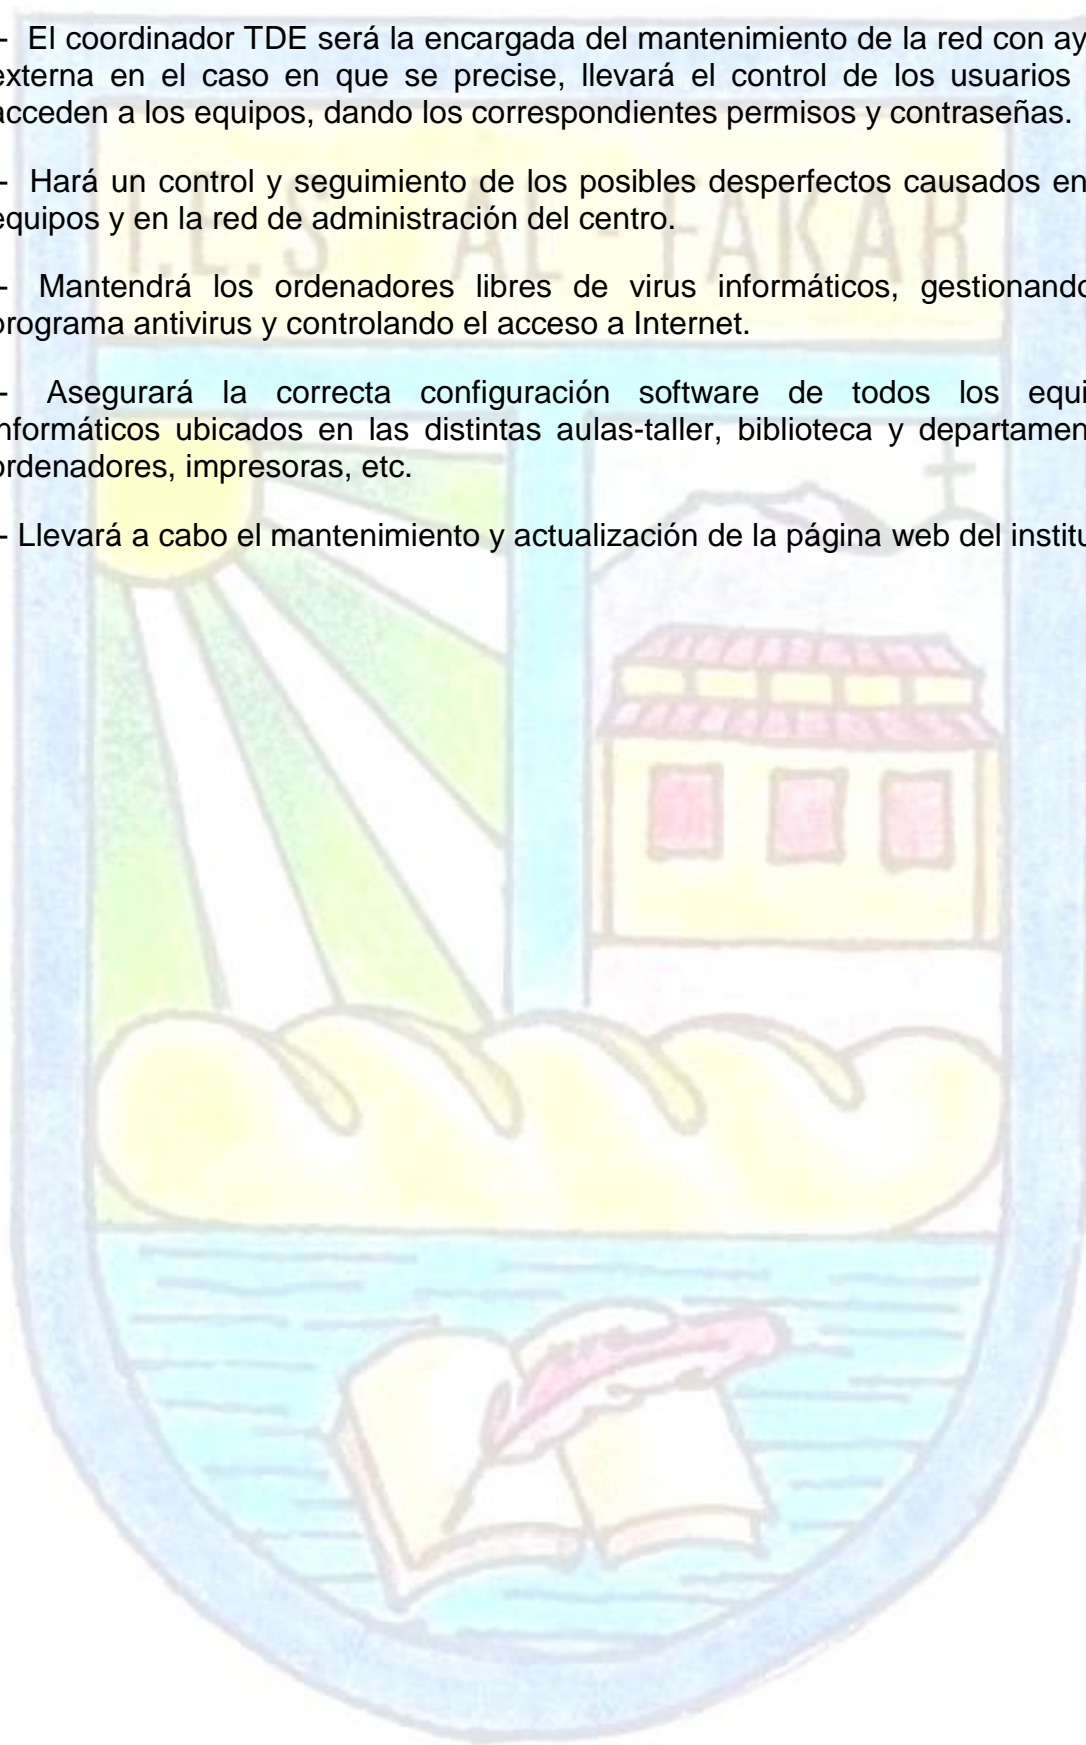 - El coordinador TDE será la encargada del mantenimiento de la red con ay
externa en el caso en que se precise, llevará el control de los usuarios
acceden a los equipos, dando los correspondientes permisos y contraseñas.
- Hará un control y seguimiento de los posibles desperfectos causados en
equipos y en la red de administración del centro.
- Mantendrá los ordenadores libres de virus informáticos, gestionando
programa antivirus y controlando el acceso a Internet.
- Asegurará la correcta configuración software de todos los equi
informáticos ubicados en las distintas aulas-taller, biblioteca y departamen
ordenadores, impresoras, etc.
- Llevará a cabo el mantenimiento y actualización de la página web del institu
I.E.S AL-FAKAR